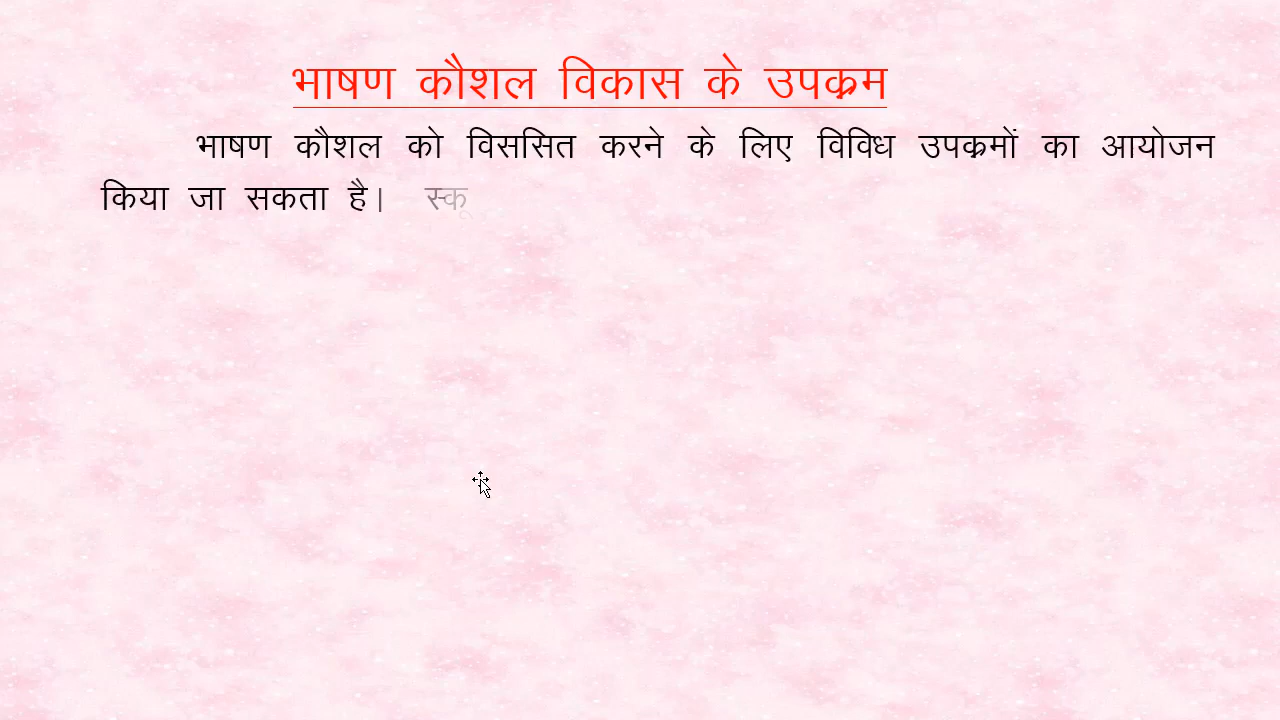 भाषण कौशल विकास के उपक्रम
भाषण कौशल को विससित करने के लिए विविध उपक्रमों का आयोजन
किया जा सकता है। स्कू